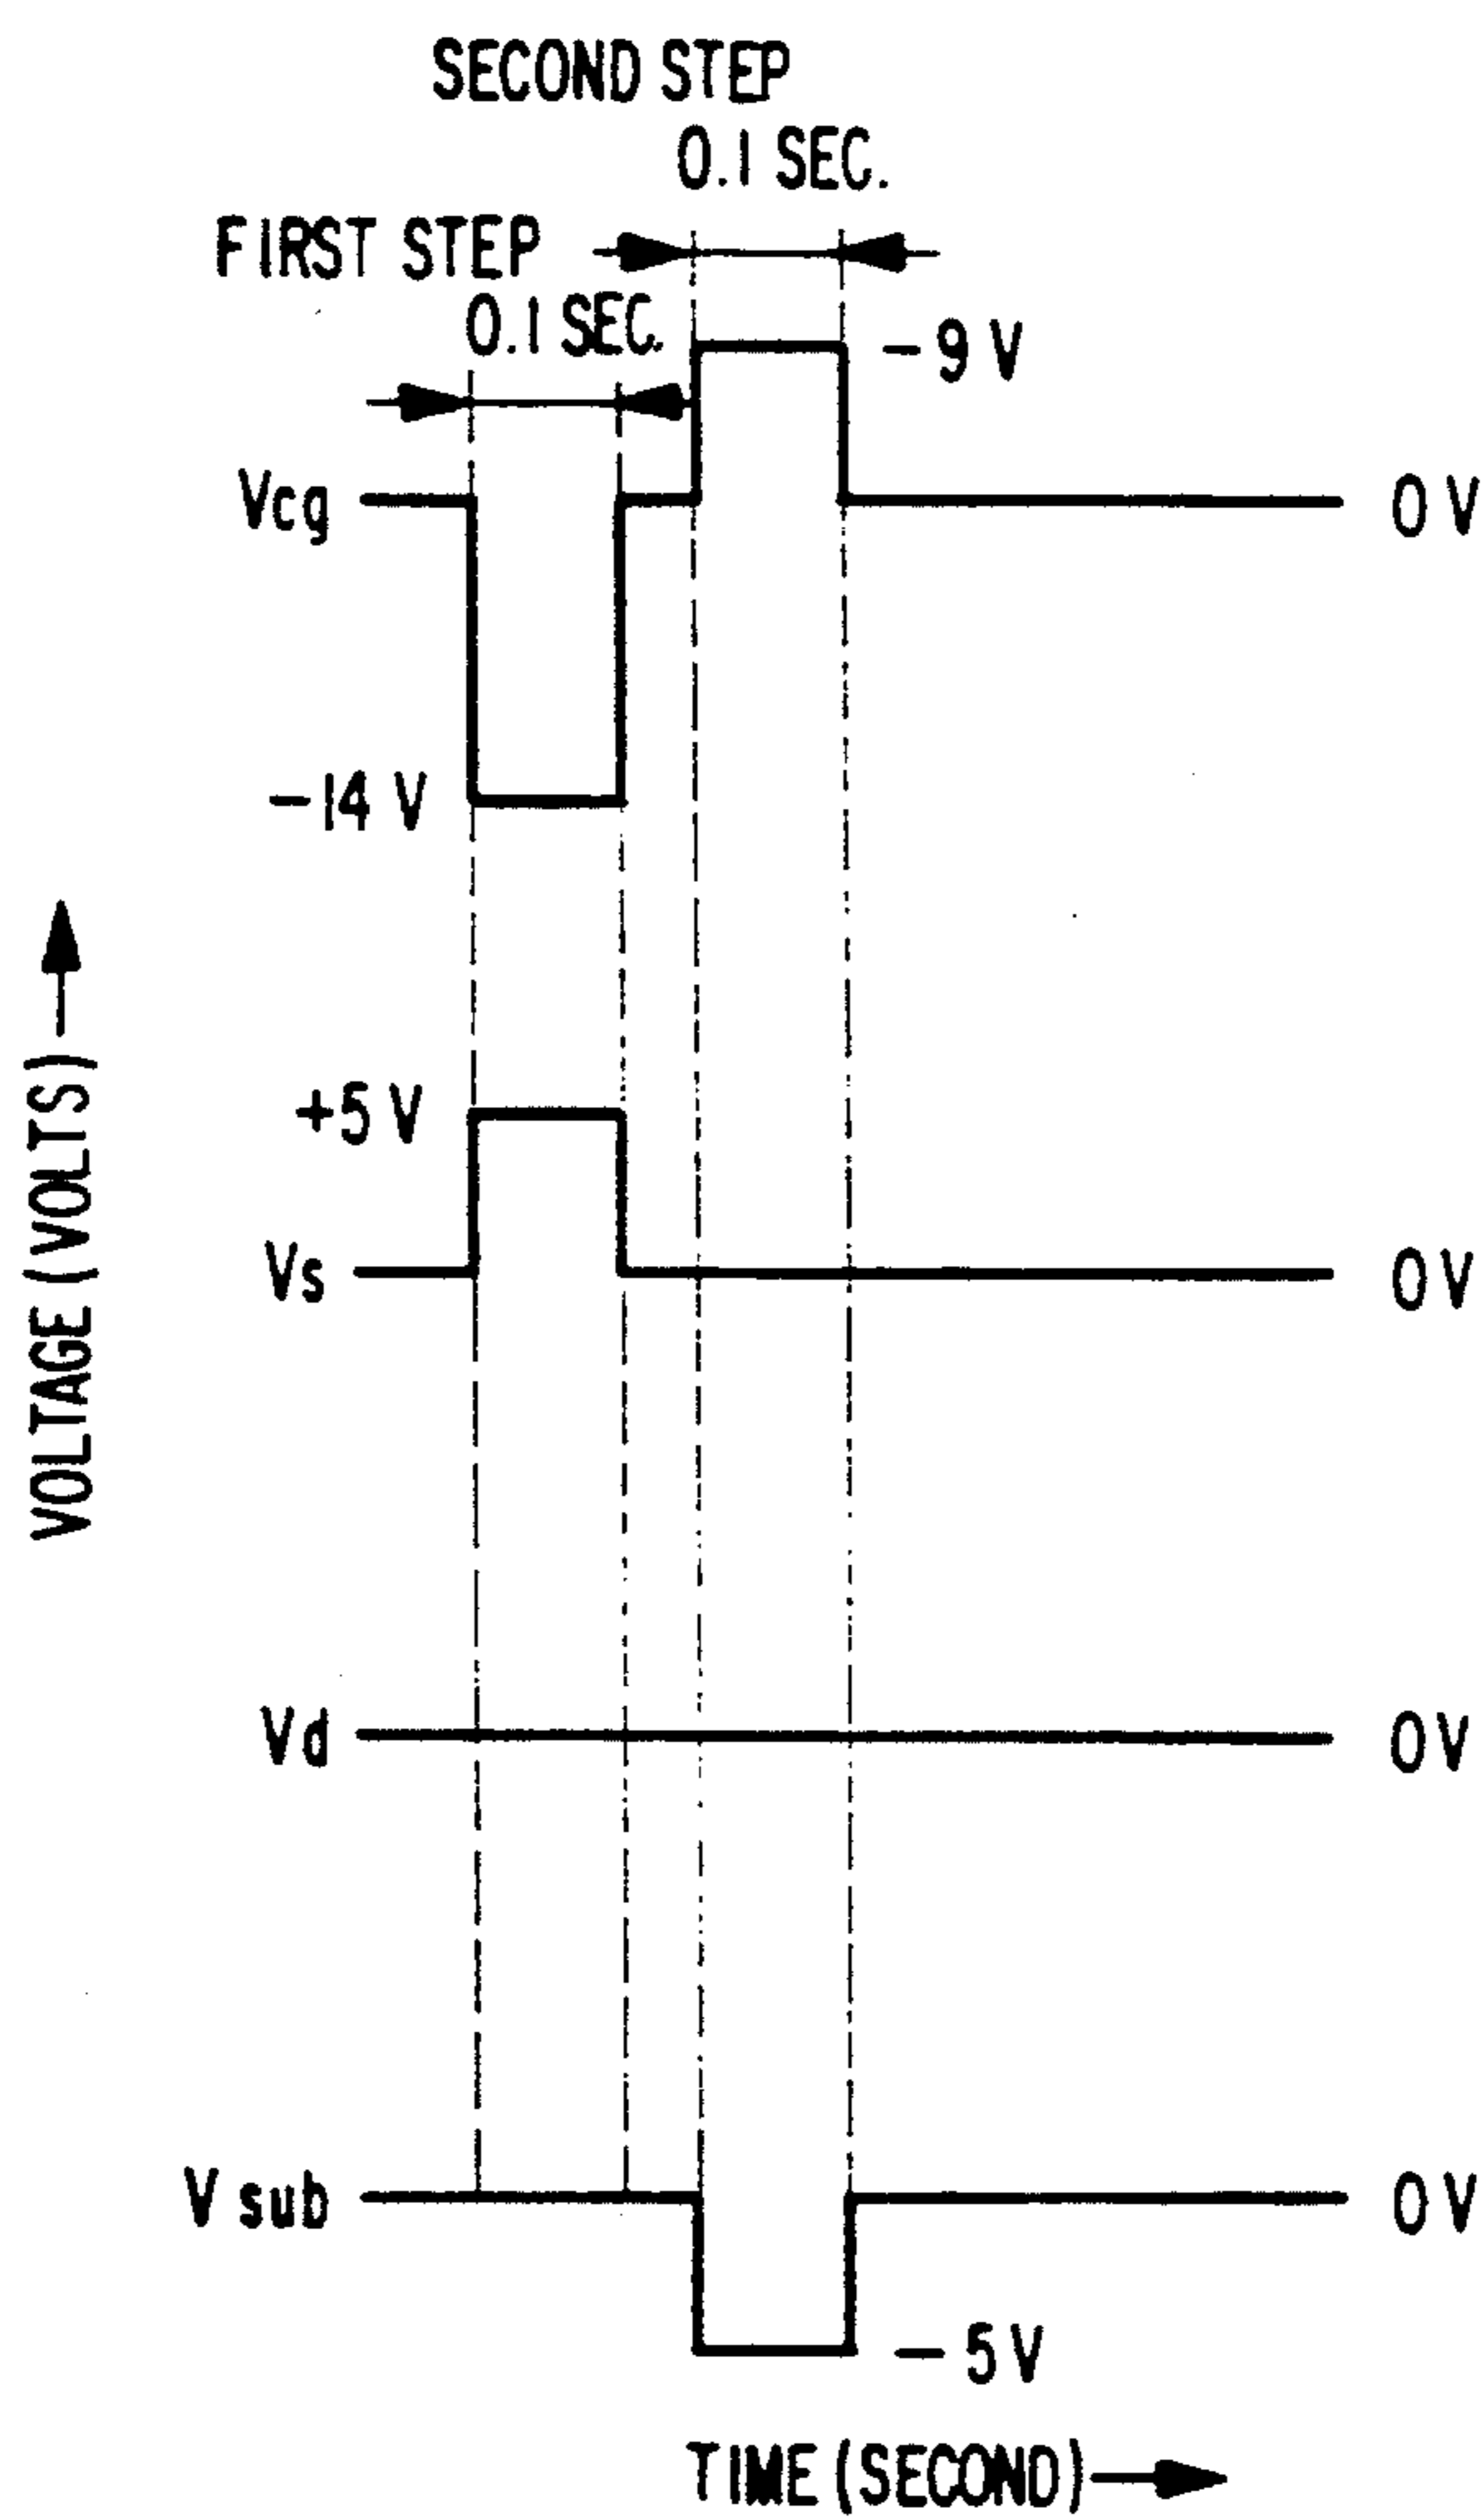 SECOND STEP
0.1 SEC.
FIRST STEP
0.1 SEC.
-9 V
Vcg
0 V
-14 V
+5 V
Vs
0 V
VOLTAGE (VOLTS)
Vd
0 V
V sub
0 V
-5 V
TIME (SECOND)